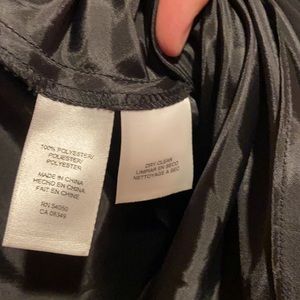 100% POLYESTER/
POLIESTER/
POLYESTER
MADE IN CHINA
HECHO EN CHINA
FAIT EN CHINE
RN 54050
CA 08349
DRY CLEAN
LIMPIAR EN SECO
NETTOYAGE A SEC